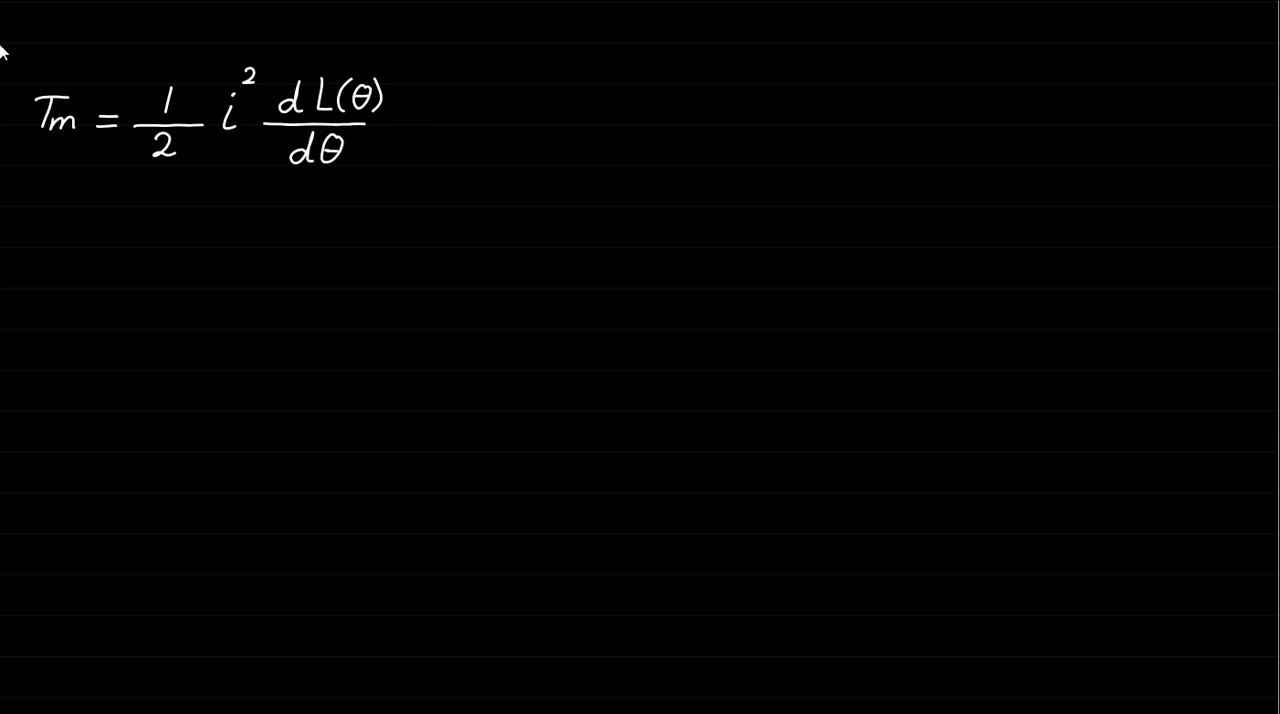 Tm = 1/2 i² dL(θ)/dθ